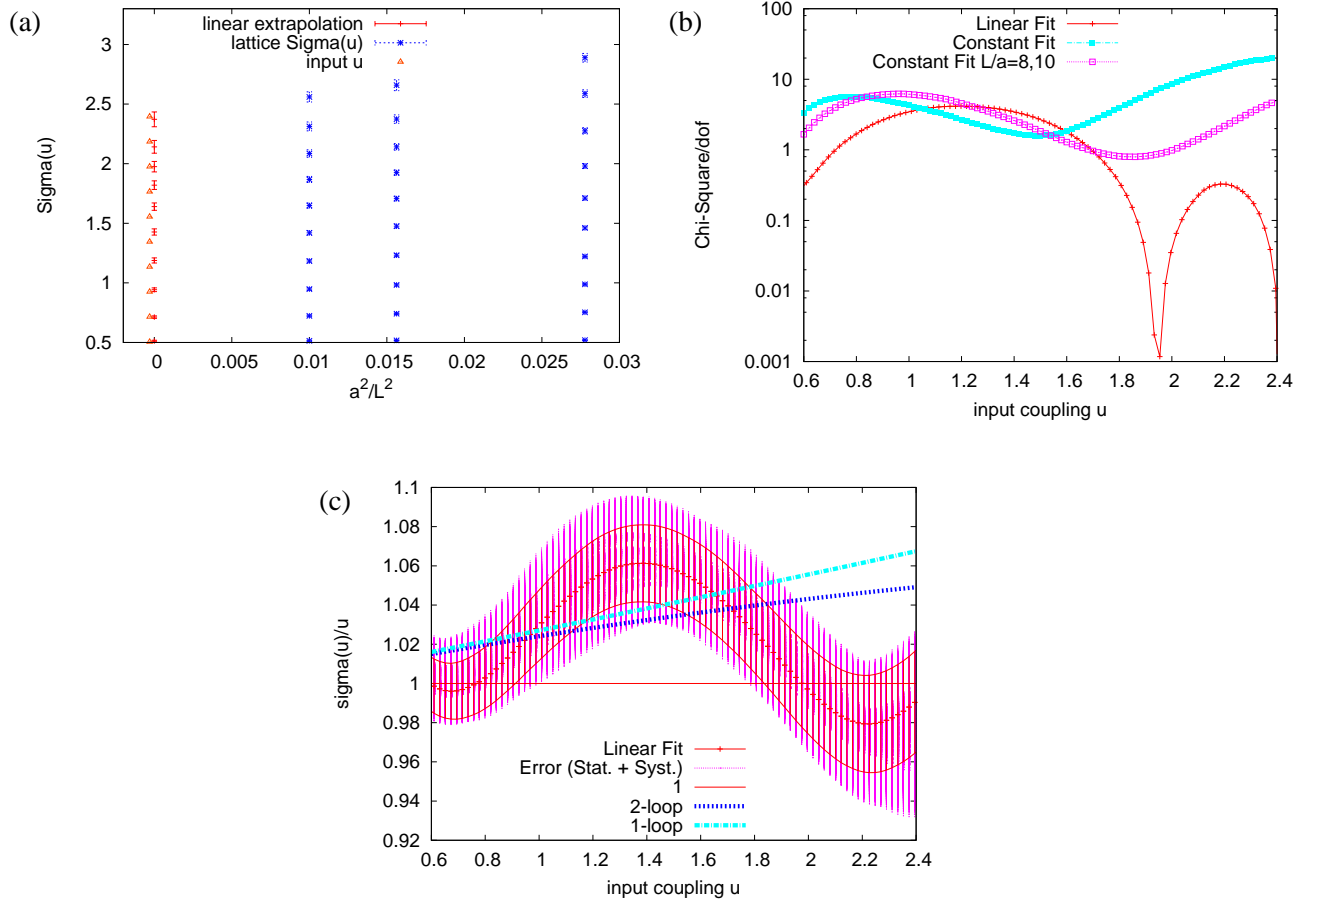 (a)
linear extrapolation
lattice Sigma(u)
input u
Sigma(u)
3
2.5
2
1.5
1
0.5
0 0.005 0.01 0.015 0.02 0.025 0.03
a^2/L^2
(b)
Linear Fit
Constant Fit
Constant Fit L/a=8,10
Chi-Square/dof
100
10
1
0.1
0.01
0.001
0.6 0.8 1 1.2 1.4 1.6 1.8 2 2.2 2.4
input coupling u
(c)
sigma(u)/u
1.1
1.08
1.06
1.04
1.02
1
0.98
0.96
0.94
0.92
Linear Fit
Error (Stat. + Syst.)
1
2-loop
1-loop
0.6 0.8 1 1.2 1.4 1.6 1.8 2 2.2 2.4
input coupling u